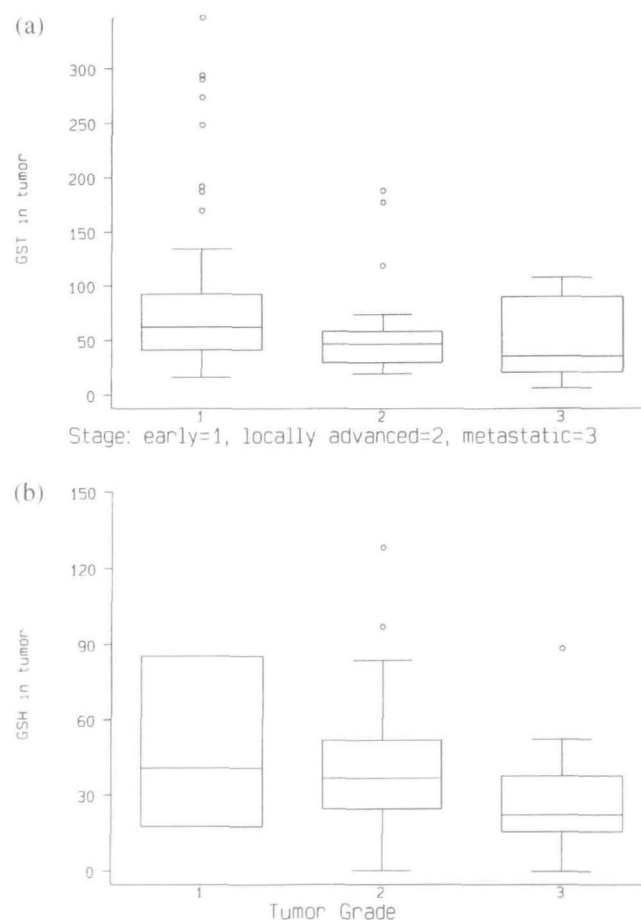 (a)
GST in tumor
300
250
200
150
100
50
0
1 2 3
Stage: early=1, locally advanced=2, metastatic=3
(b)
GSH in tumor
150
120
90
60
30
0
1 2 3
Tumor Grade